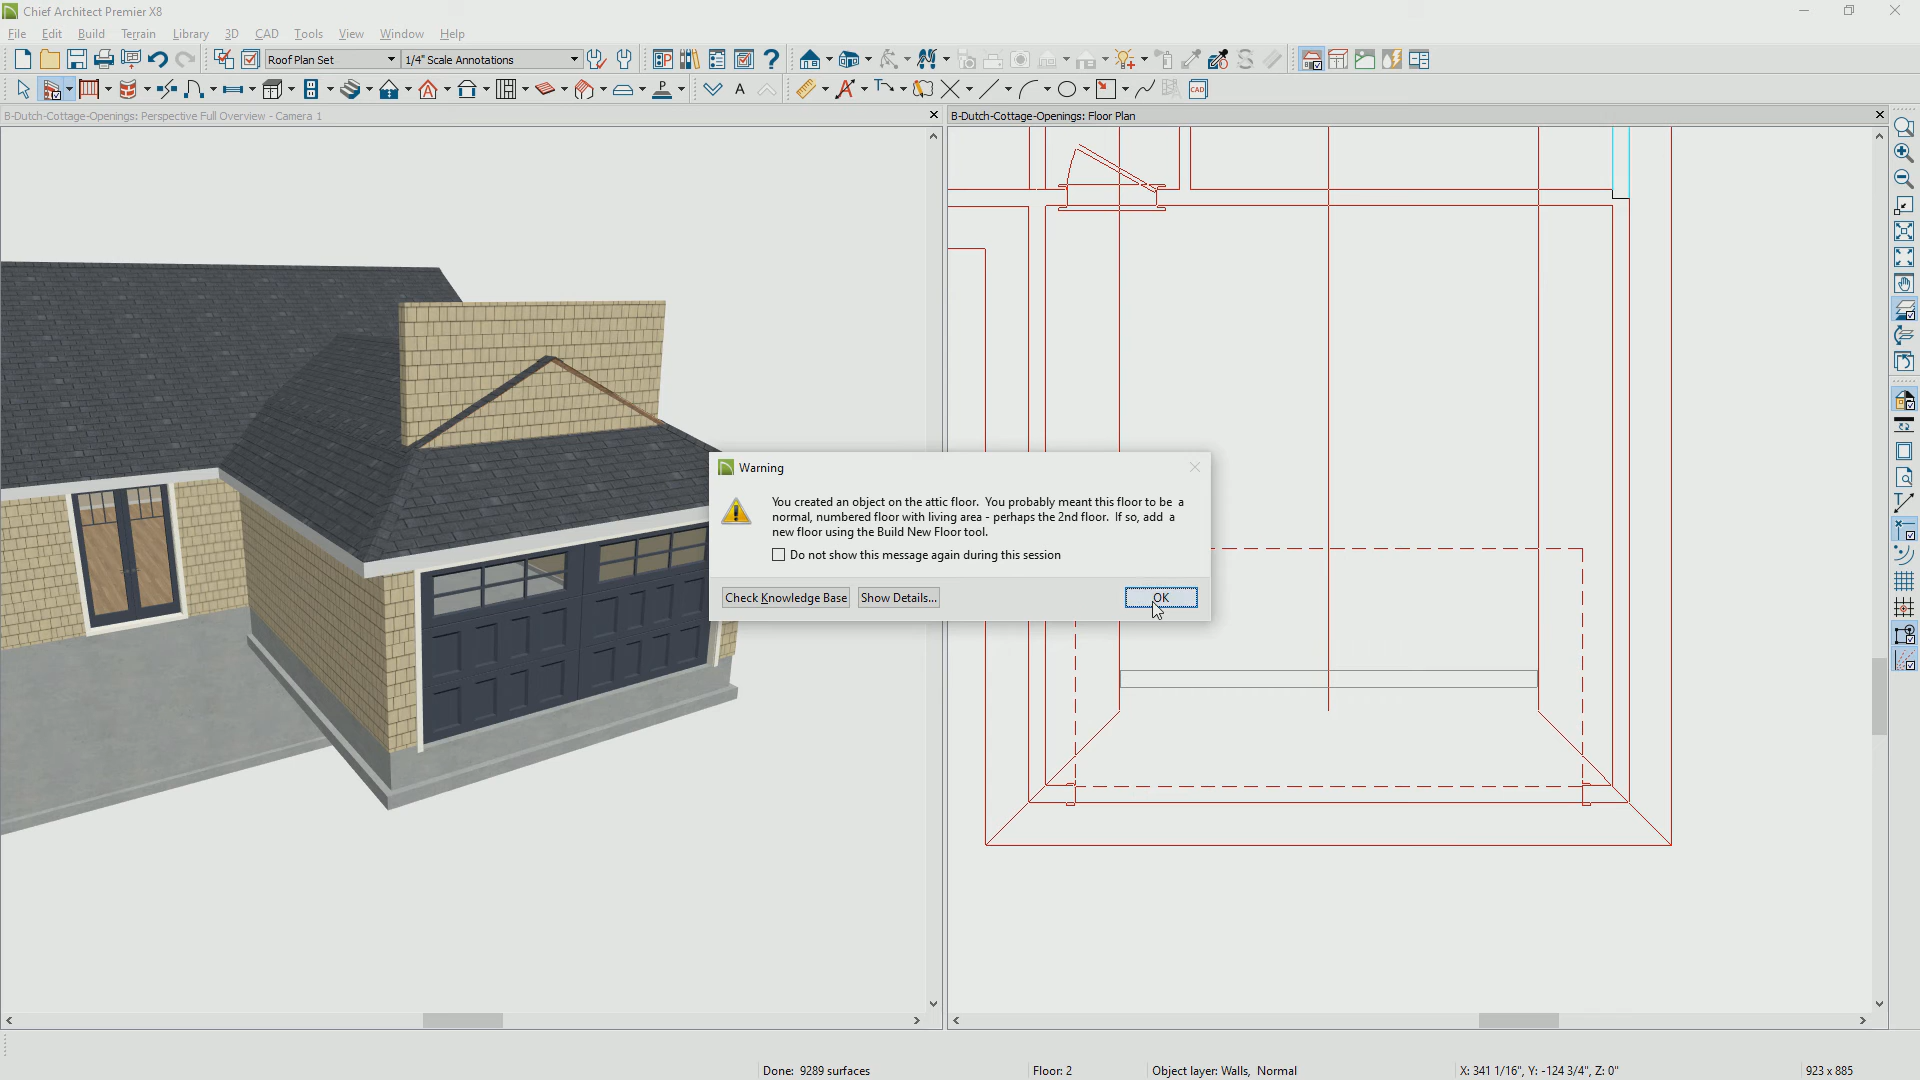 Chief Architect Premier X8
File Edit Build Terrain Library 3D CAD Tools View Window Help
Roof Plan Set 1/4" Scale Annotations
A P A CAD
B-Dutch-Cottage-Openings: Perspective Full Overview - Camera 1
B-Dutch-Cottage-Openings: Floor Plan
Warning
You created an object on the attic floor. You probably meant this floor to be a
normal, numbered floor with living area - perhaps the 2nd floor. If so, add a
new floor using the Build New Floor tool.
Do not show this message again during this session
Check Knowledge Base Show Details... OK
Done: 9289 surfaces Floor: 2 Object layer: Walls, Normal X: 341 1/16", Y: -124 3/4", Z: 0" 923 x 885